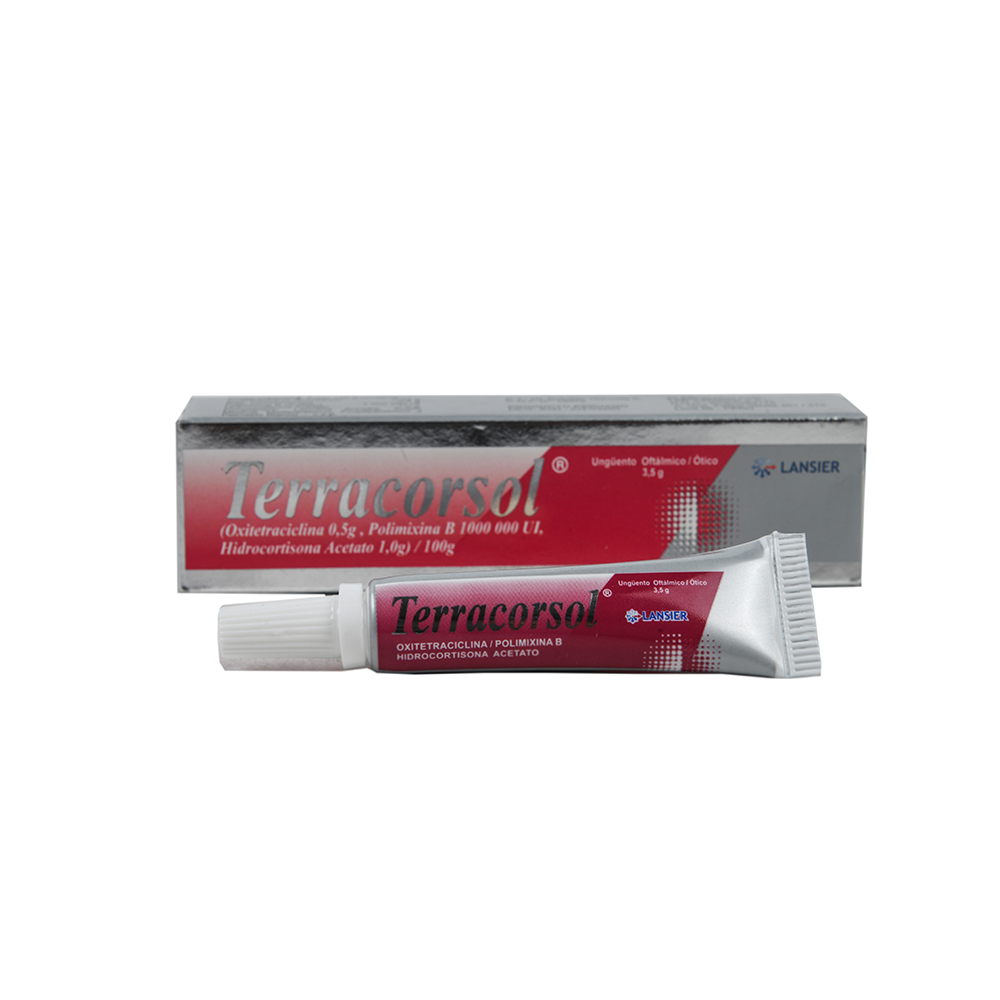 Terracorsol®
(Oxitetraciclina 0,5g , Polimixina B 1000 000 UI,
Hidrocortisona Acetato 1,0g) / 100g
Ungüento Oftálmico / Ótico
3,5 g
LANSIER
Terracorsol®
OXITETRACICLINA / POLIMIXINA B
HIDROCORTISONA ACETATO
Ungüento Oftálmico / Ótico
3,5 g
LANSIER